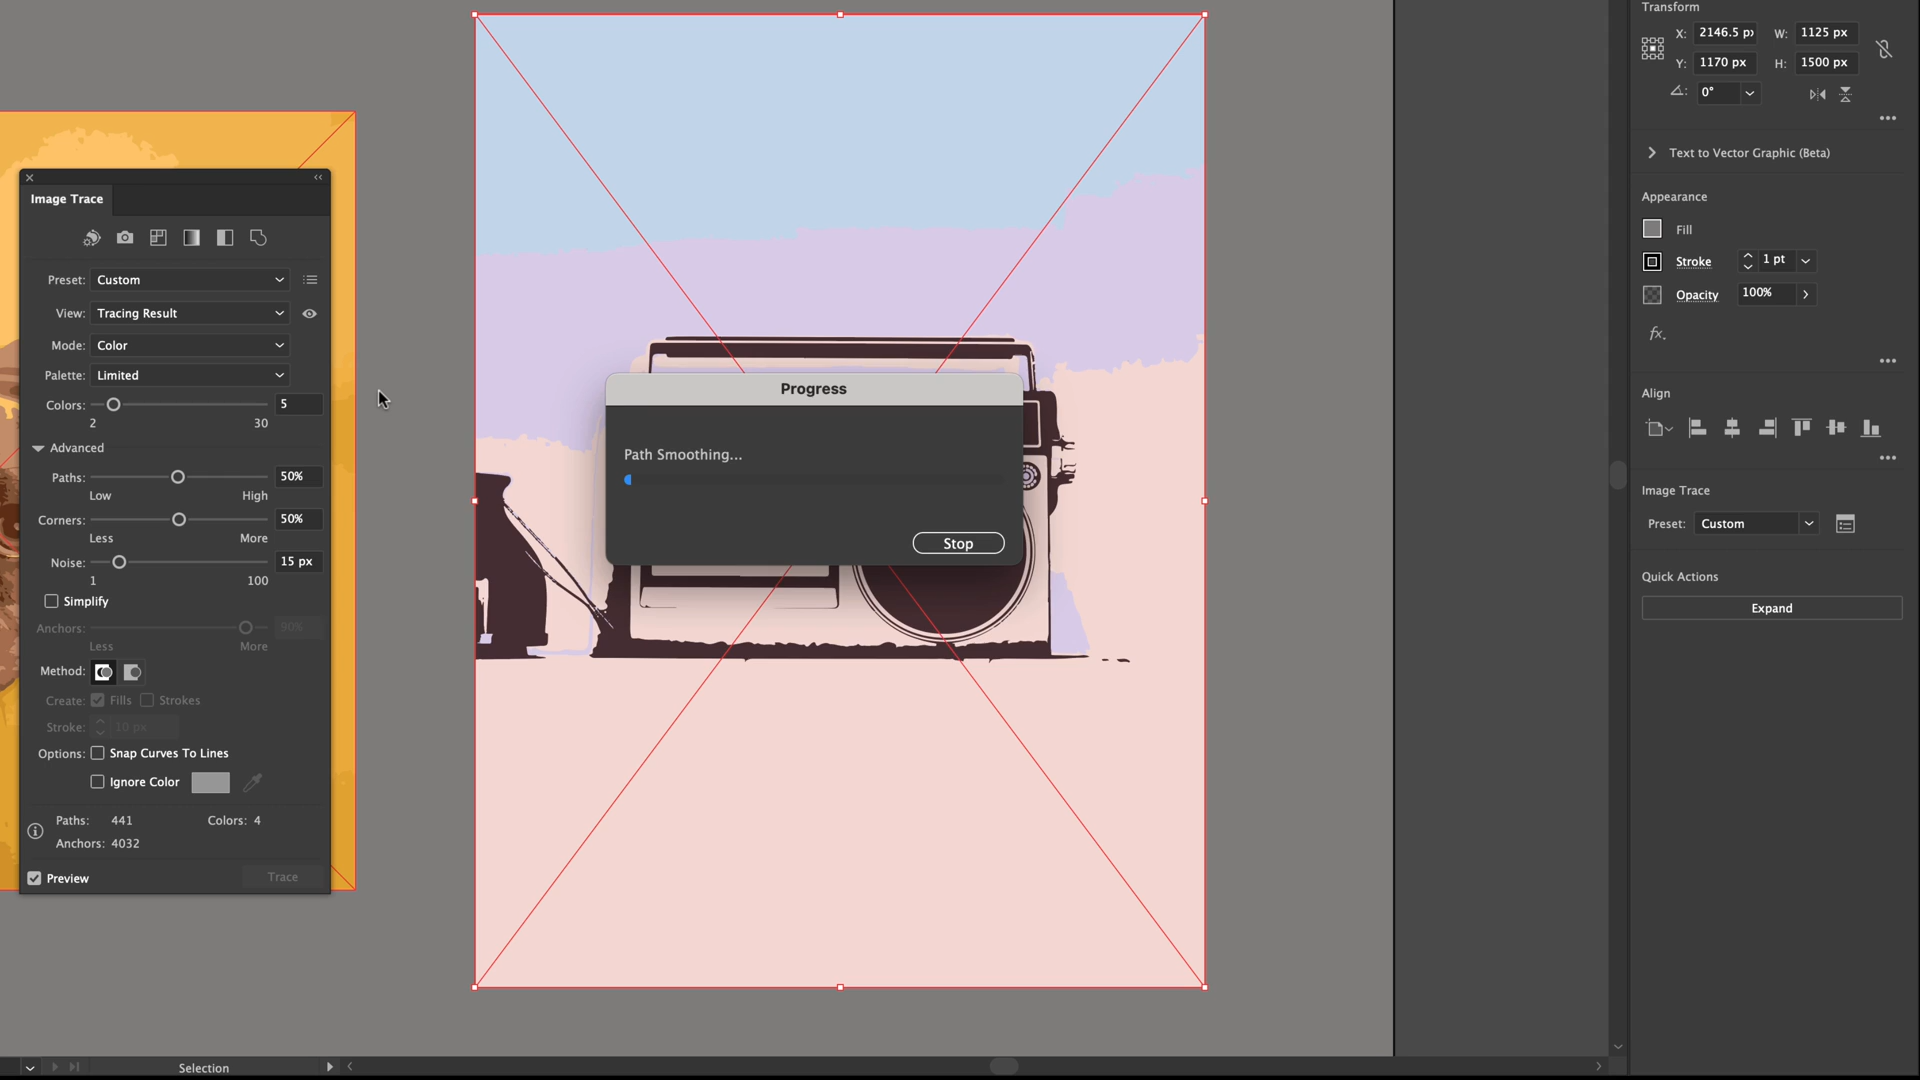 Image Trace
Preset: Custom
View: Tracing Result
Mode: Color
Palette: Limited
Colors: 5
2 30
Advanced
Paths: 50%
Low High
Corners: 50%
Less More
Noise: 15 px
1 100
Simplify
Anchors: 90%
Less More
Method:
Create: Fills Strokes
Stroke: 10 px
Options: Snap Curves To Lines
Ignore Color
Paths: 441 Colors: 4
Anchors: 4032
Preview Trace
Progress
Path Smoothing...
Stop
Selection
Transform
X: 2146.5 px W: 1125 px
Y: 1170 px H: 1500 px
0°
Text to Vector Graphic (Beta)
Appearance
Fill
Stroke 1 pt
Opacity 100%
fx.
Align
Image Trace
Preset: Custom
Quick Actions
Expand